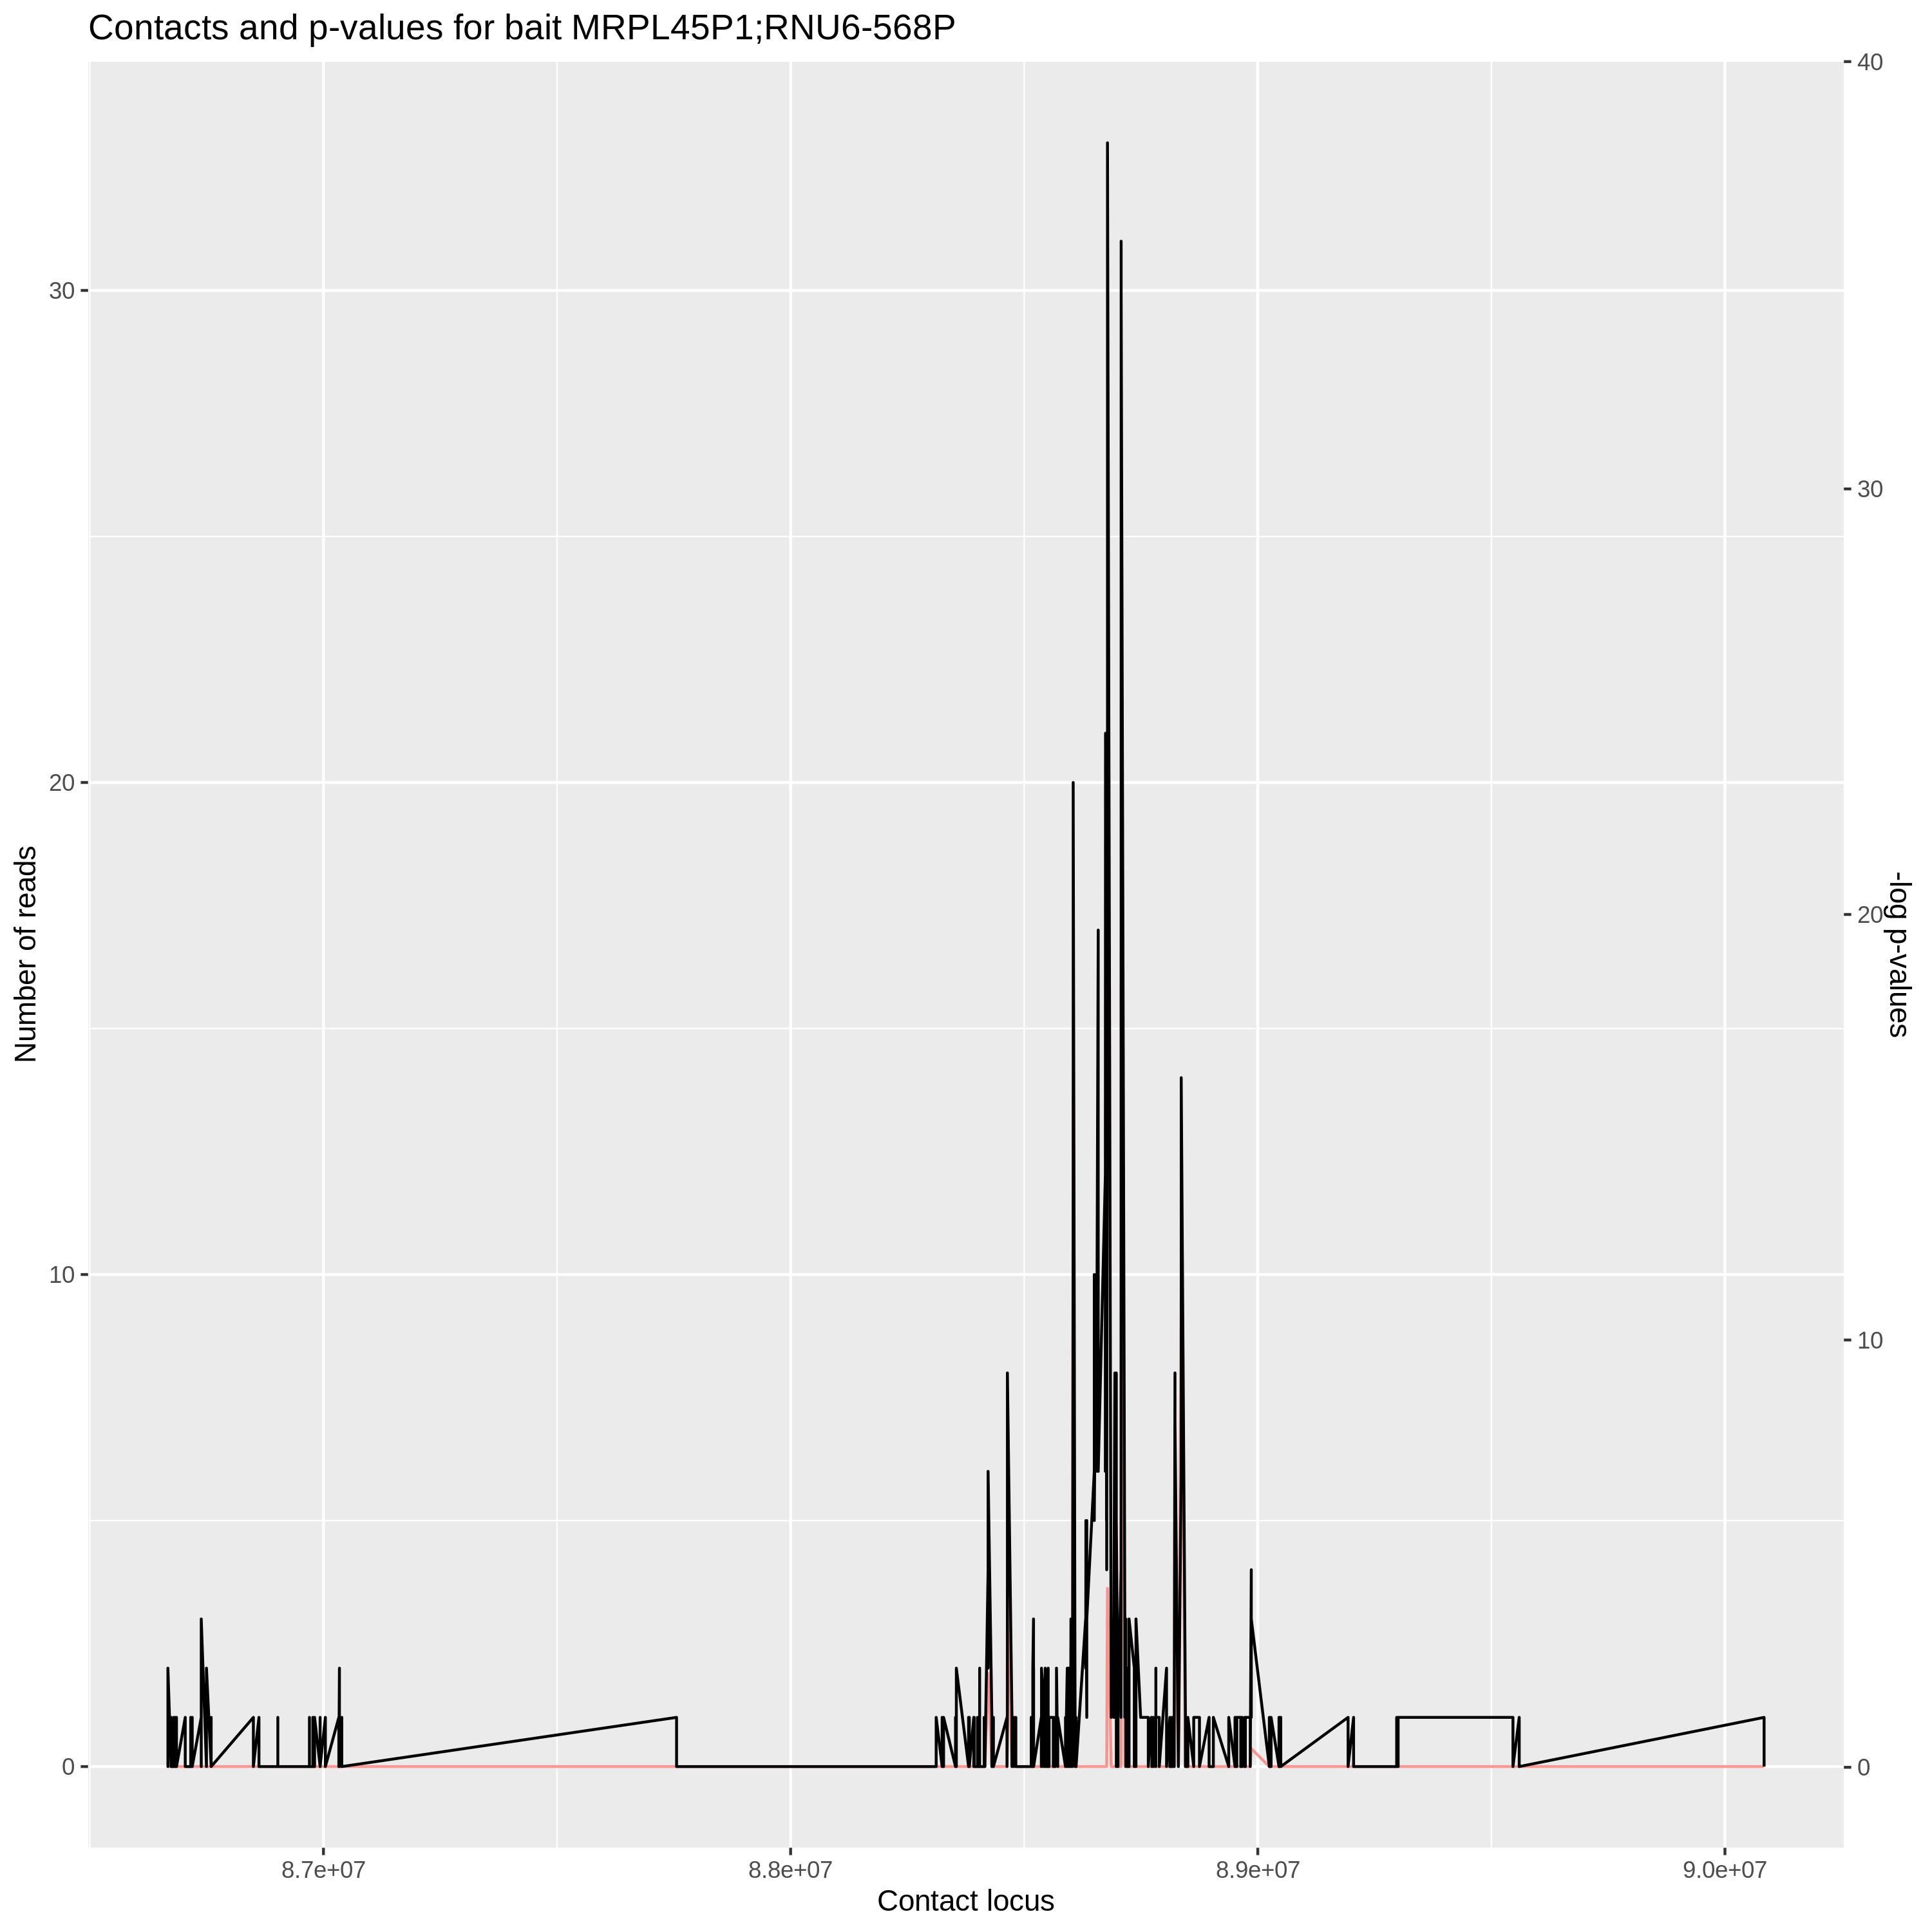 Contacts and p-values for bait MRPL45P1;RNU6-568P
40
30
30
20
20
10
10
0
0
Number of reads
-log p-values
8.7e+07 8.8e+07 8.9e+07 9.0e+07
Contact locus